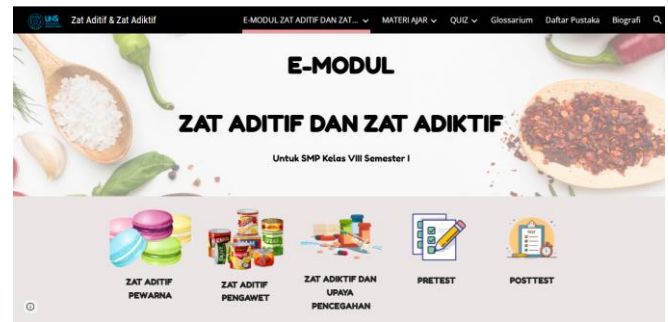 UNS
Zat Aditif & Zat Adiktif
E-MODUL ZAT ADITIF DAN ZAT...
MATERI AJAR
QUIZ
Glossarium
Daftar Pustaka
Biografi
E-MODUL
ZAT ADITIF DAN ZAT ADIKTIF
Untuk SMP Kelas VIII Semester I
ZAT ADITIF
PEWARNA
ZAT ADITIF
PENGAWET
ZAT ADIKTIF DAN
UPAYA
PENCEGAHAN
PRETEST
POSTTEST